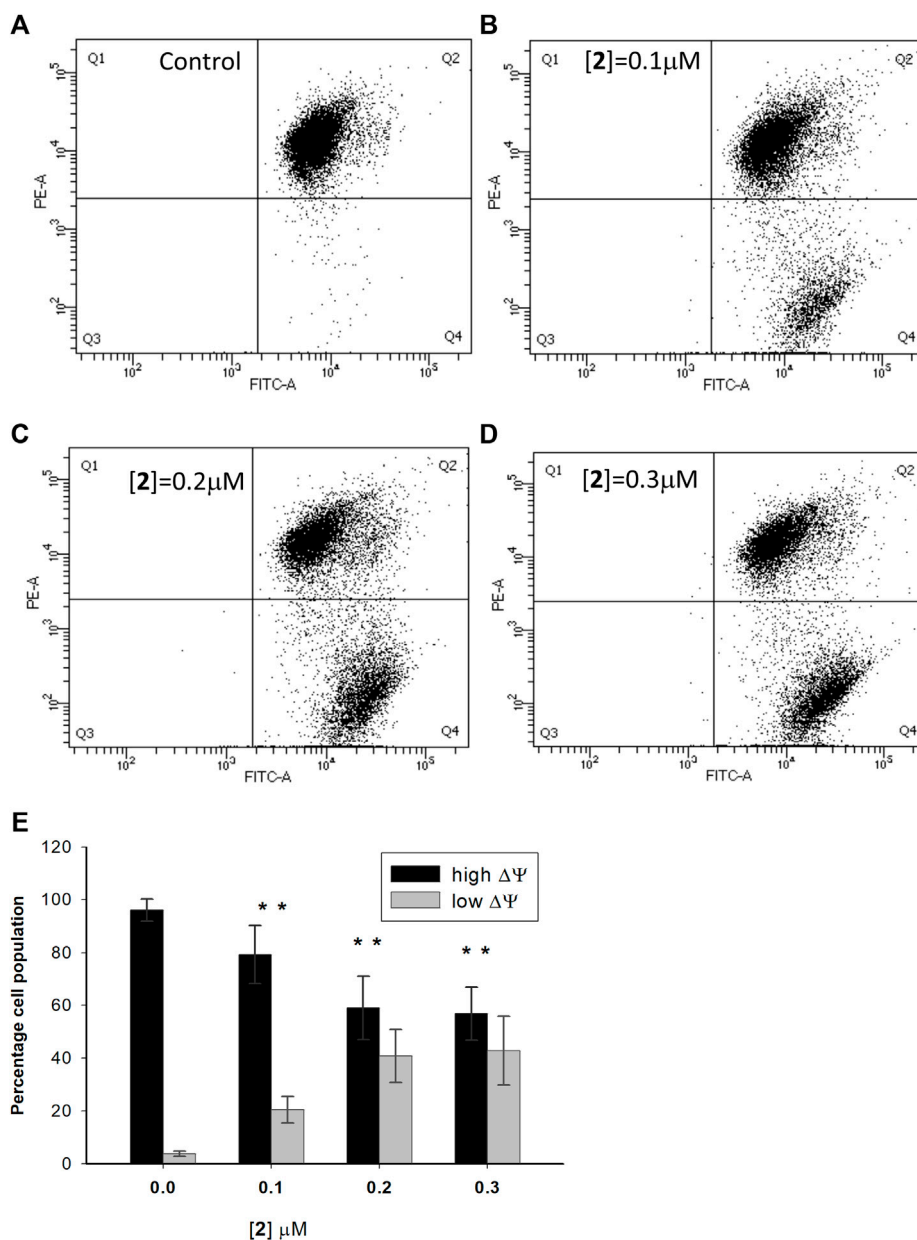 A
Q1
Control
Q2
PE-A
10^5
10^4
10^3
10^2
Q3
Q4
10^2 10^3 10^4 10^5
FITC-A
B
Q1
[2]=0.1μM
Q2
PE-A
10^5
10^4
10^3
10^2
Q3
Q4
10^2 10^3 10^4 10^5
FITC-A
C
Q1
[2]=0.2μM
Q2
PE-A
10^5
10^4
10^3
10^2
Q3
Q4
10^2 10^3 10^4 10^5
FITC-A
D
Q1
[2]=0.3μM
Q2
PE-A
10^5
10^4
10^3
10^2
Q3
Q4
10^2 10^3 10^4 10^5
FITC-A
E
Percentage cell population
120
100
80
60
40
20
0
high ΔΨ
low ΔΨ
* *
* *
* *
0.0 0.1 0.2 0.3
[2] μM